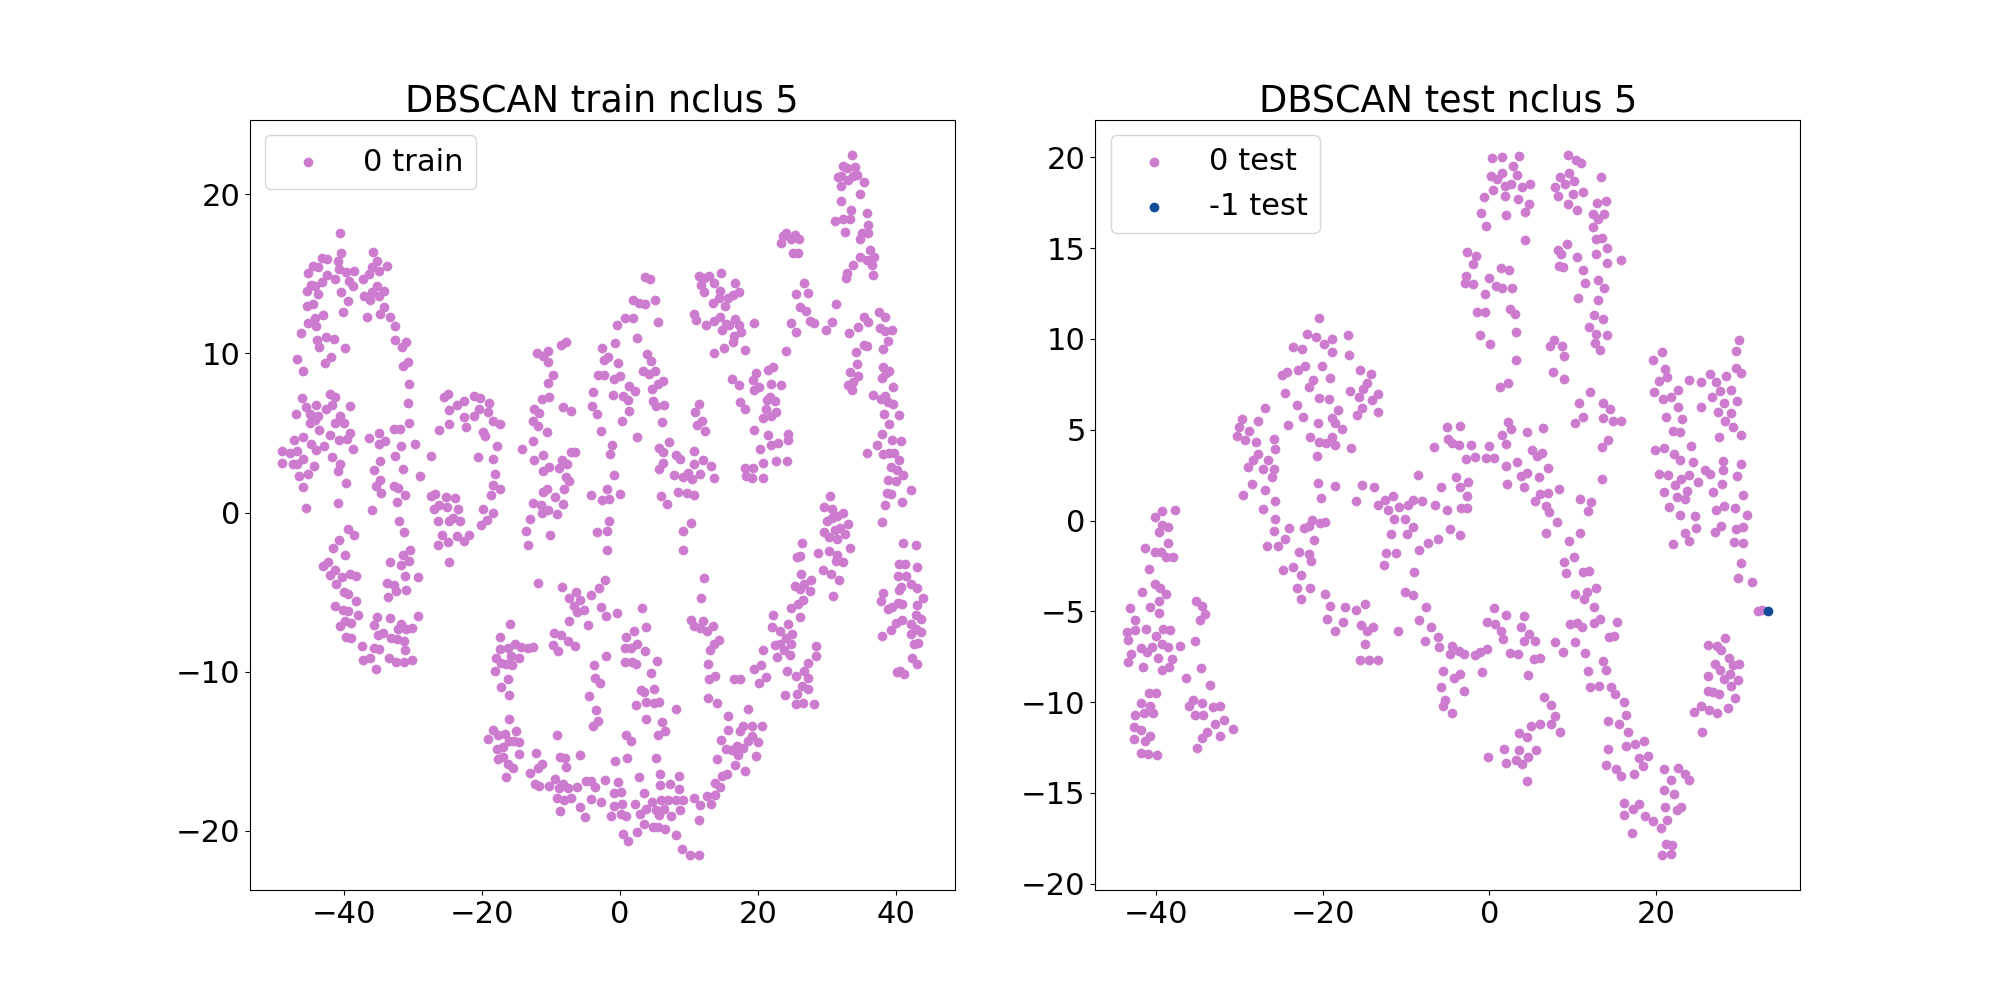 DBSCAN train nclus 5
0 train
20
10
0
−10
−20
−40 −20 0 20 40
DBSCAN test nclus 5
0 test
-1 test
20
15
10
5
0
−5
−10
−15
−20
−40 −20 0 20